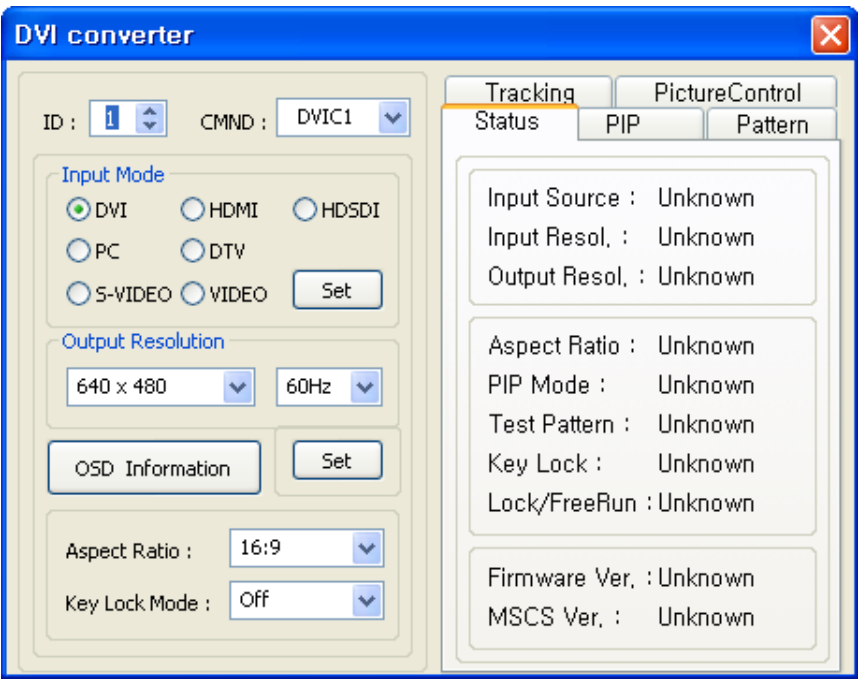 DVI converter
ID : 1 CMND : DVIC1
Input Mode
DVI HDMI HDSDI
PC DTV
S-VIDEO VIDEO Set
Output Resolution
640 x 480 60Hz
OSD Information Set
Aspect Ratio : 16:9
Key Lock Mode : Off
Tracking PictureControl
Status PIP Pattern
Input Source : Unknown
Input Resol. : Unknown
Output Resol. : Unknown
Aspect Ratio : Unknown
PIP Mode : Unknown
Test Pattern : Unknown
Key Lock : Unknown
Lock/FreeRun : Unknown
Firmware Ver. : Unknown
MSCS Ver. : Unknown